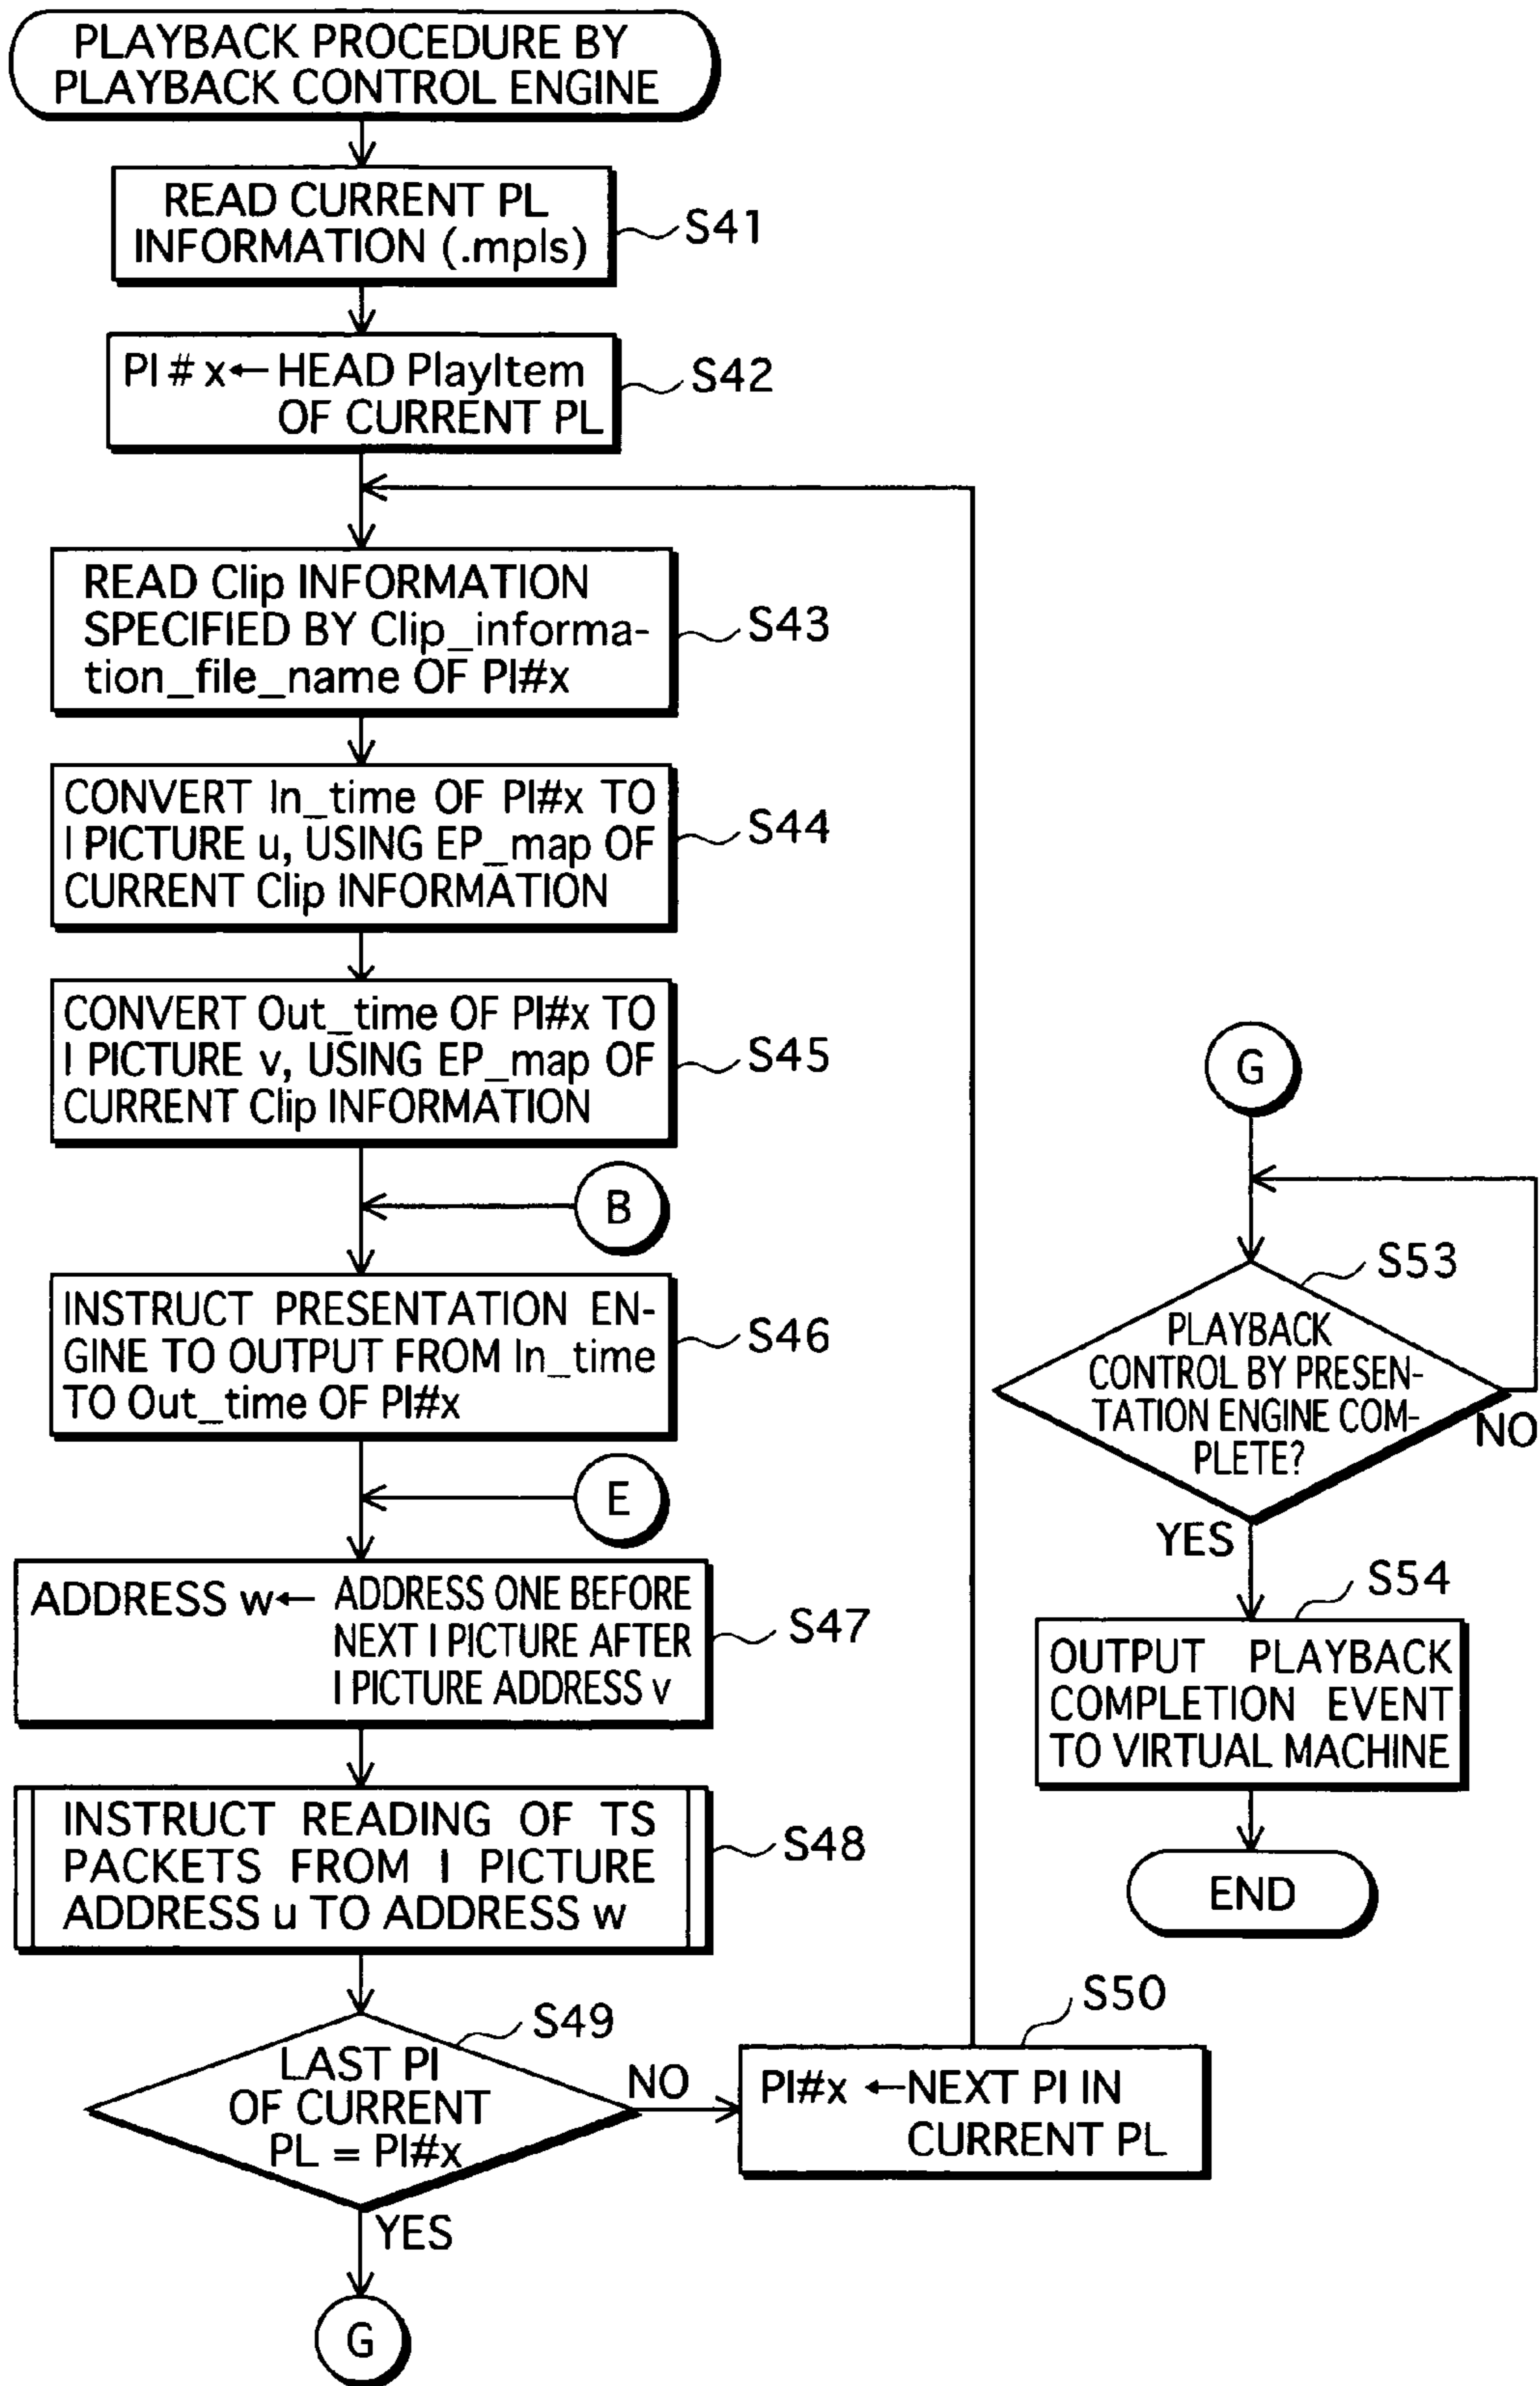 PLAYBACK PROCEDURE BY
PLAYBACK CONTROL ENGINE
READ CURRENT PL
INFORMATION (.mpls)
S41
PI # x← HEAD PlayItem
OF CURRENT PL
S42
READ Clip INFORMATION
SPECIFIED BY Clip_informa-
tion_file_name OF PI#x
S43
CONVERT In_time OF PI#x TO
I PICTURE u, USING EP_map OF
CURRENT Clip INFORMATION
S44
CONVERT Out_time OF PI#x TO
I PICTURE v, USING EP_map OF
CURRENT Clip INFORMATION
S45
B
INSTRUCT PRESENTATION EN-
GINE TO OUTPUT FROM In_time
TO Out_time OF PI#x
S46
E
ADDRESS w← ADDRESS ONE BEFORE
NEXT I PICTURE AFTER
I PICTURE ADDRESS v
S47
INSTRUCT READING OF TS
PACKETS FROM I PICTURE
ADDRESS u TO ADDRESS w
S48
LAST PI
OF CURRENT
PL = PI#x
S49
NO
YES
PI#x ←NEXT PI IN
CURRENT PL
S50
G
G
PLAYBACK
CONTROL BY PRESEN-
TATION ENGINE COM-
PLETE?
S53
NO
YES
OUTPUT PLAYBACK
COMPLETION EVENT
TO VIRTUAL MACHINE
S54
END